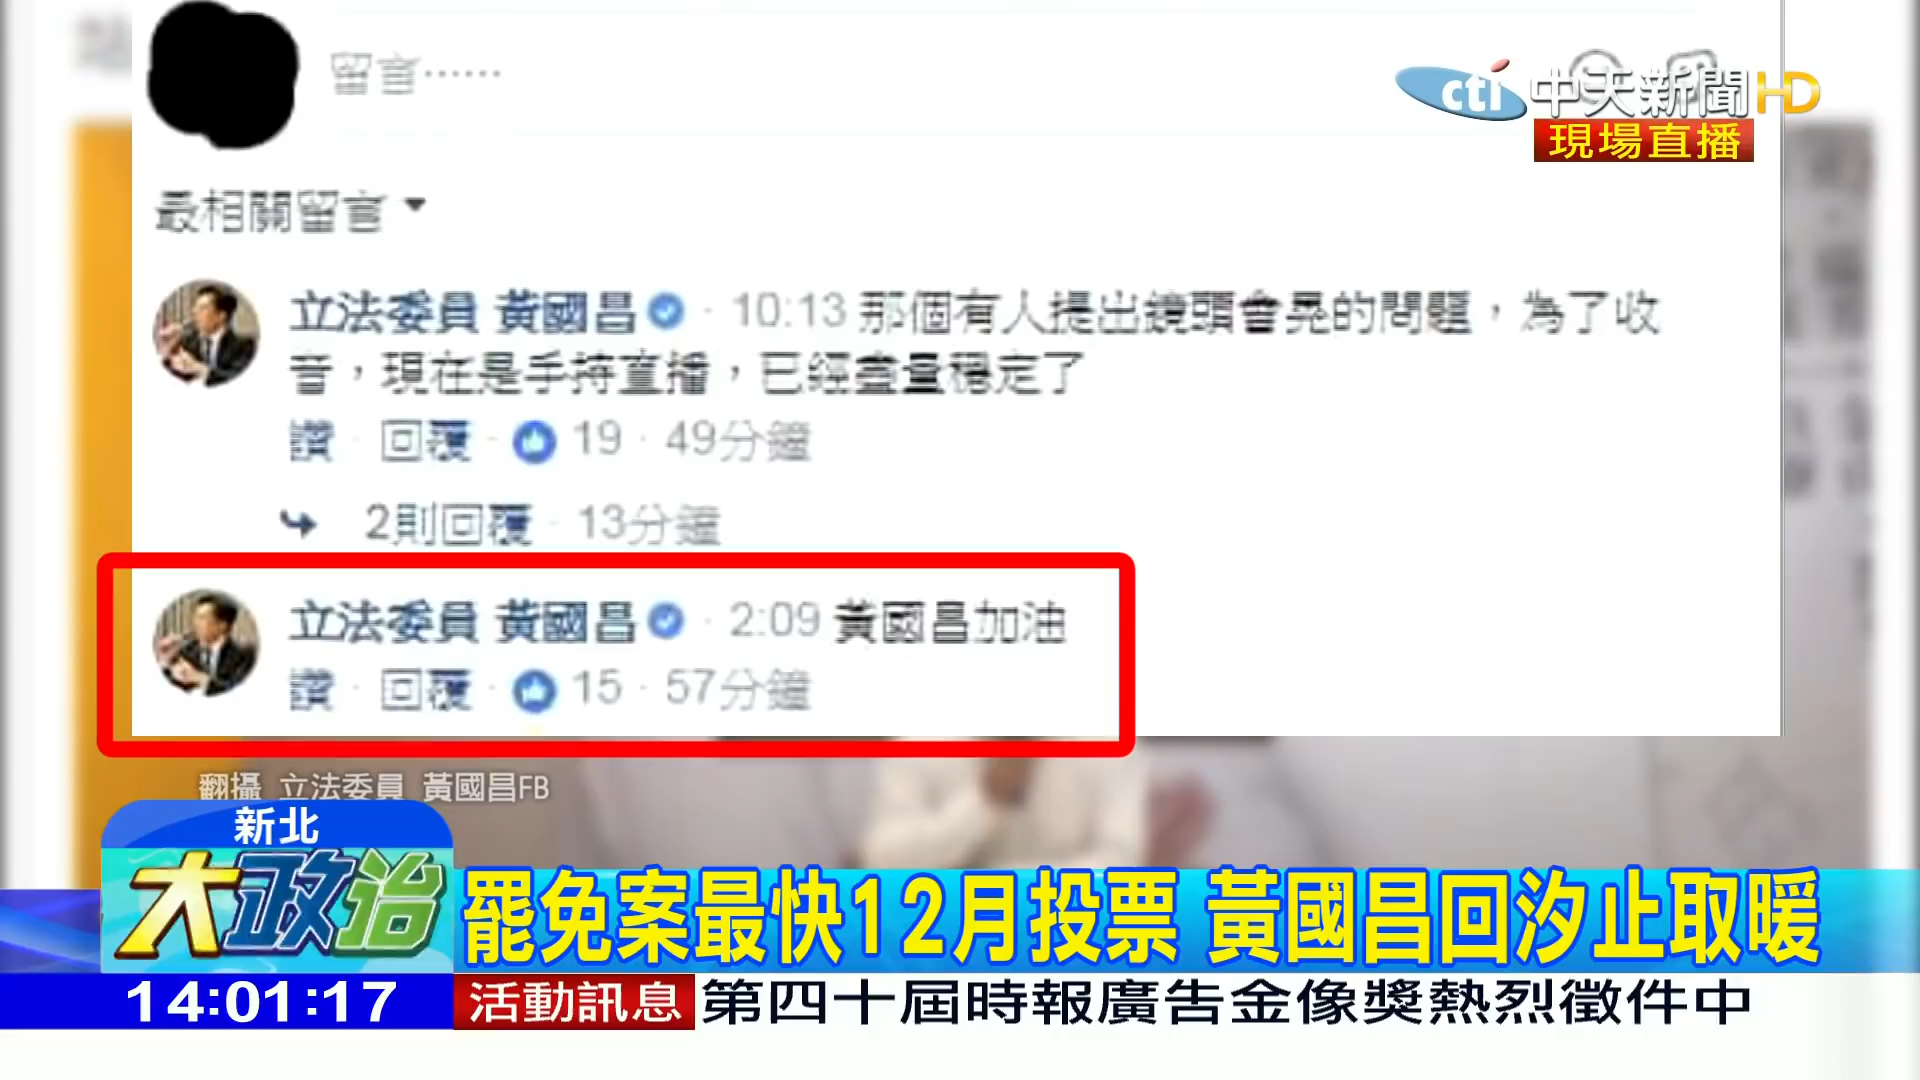 留言……
cti 中天新聞HD
現場直播
最相關留言
立法委員 黃國昌 · 10:13 那個有人提出鏡頭會晃的問題，為了收
音，現在是手持直播，已經盡量穩定了
讚 · 回覆 · 19 · 49分鐘
2則回覆 · 13分鐘
立法委員 黃國昌 · 2:09 黃國昌加油
讚 · 回覆 · 15 · 57分鐘
翻攝 立法委員 黃國昌FB
新北
大政治
罷免案最快12月投票 黃國昌回汐止取暖
14:01:17
活動訊息 第四十屆時報廣告金像獎熱烈徵件中